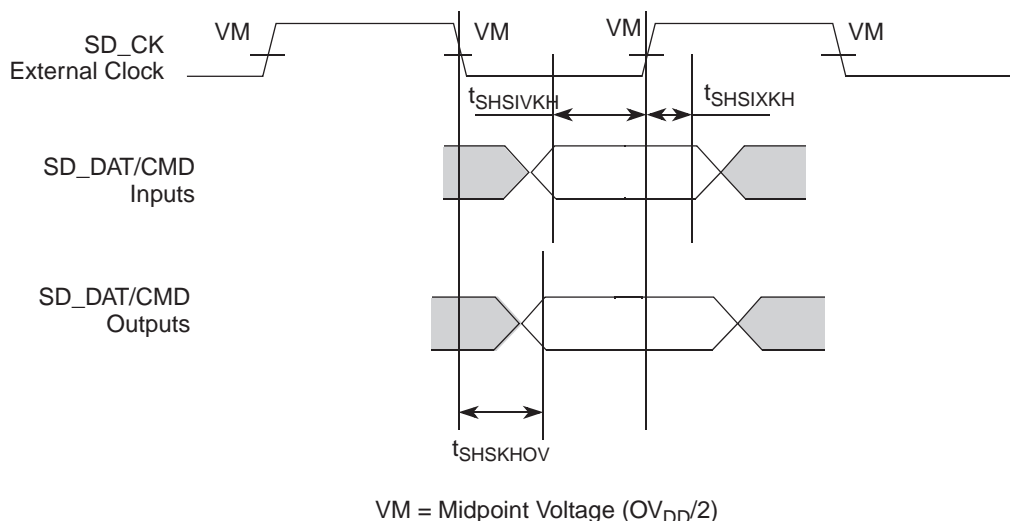 VM VM VM VM
SD_CK
External Clock
tSHSIVKH tSHSIXKH
SD_DAT/CMD
Inputs
SD_DAT/CMD
Outputs
tSHSKHOV
VM = Midpoint Voltage (OVDD/2)